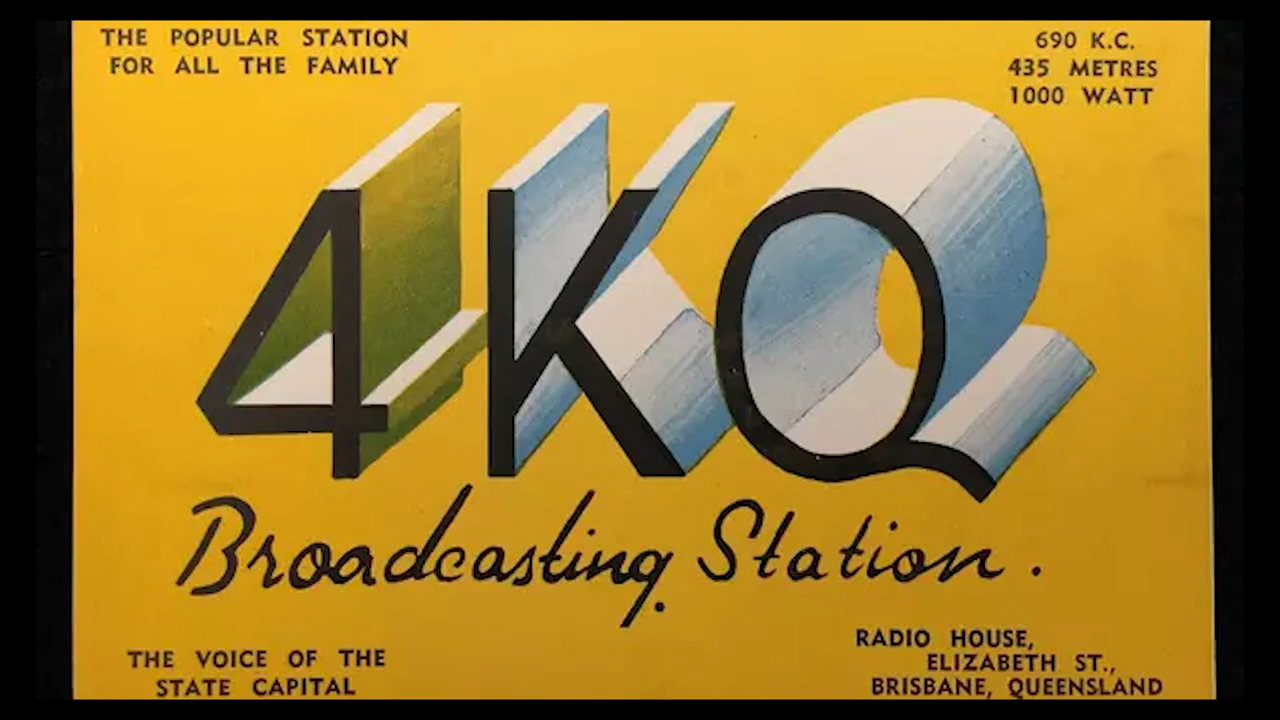 THE POPULAR STATION
FOR ALL THE FAMILY
690 K.C.
435 METRES
1000 WATT
4KQ
Broadcasting Station.
THE VOICE OF THE
STATE CAPITAL
RADIO HOUSE,
ELIZABETH ST.,
BRISBANE, QUEENSLAND